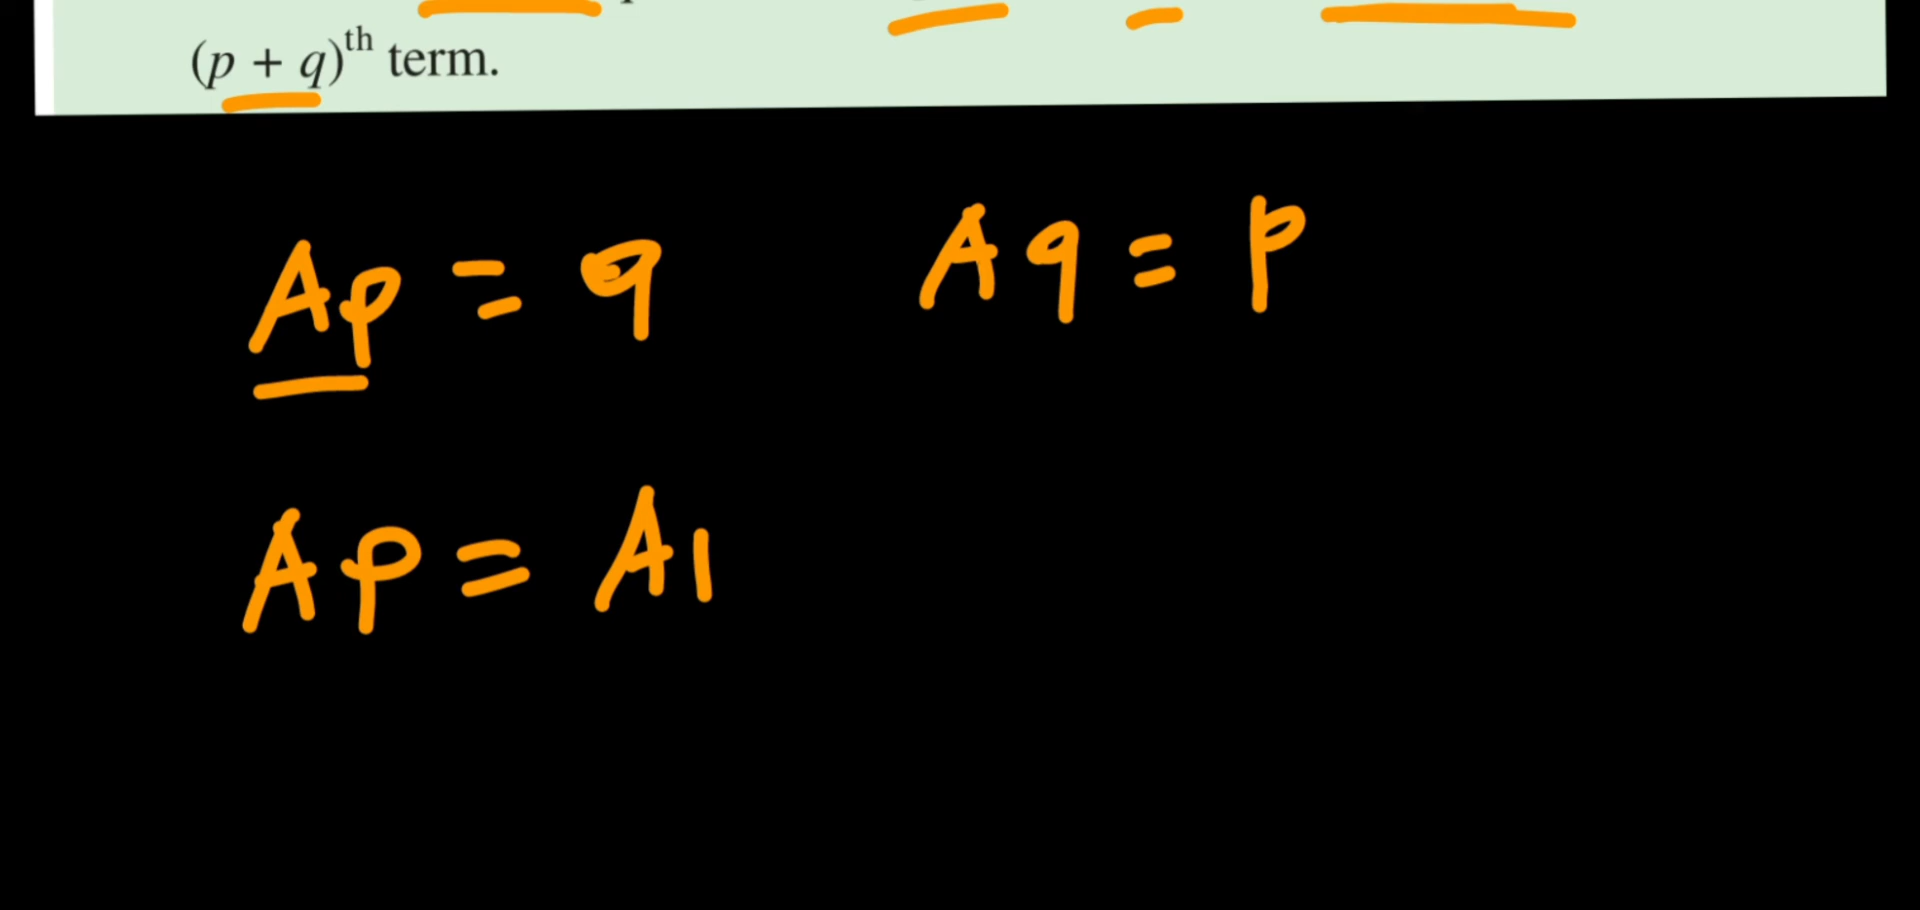 (p + q)th term.
Ap = q Aq = p
Ap = A1